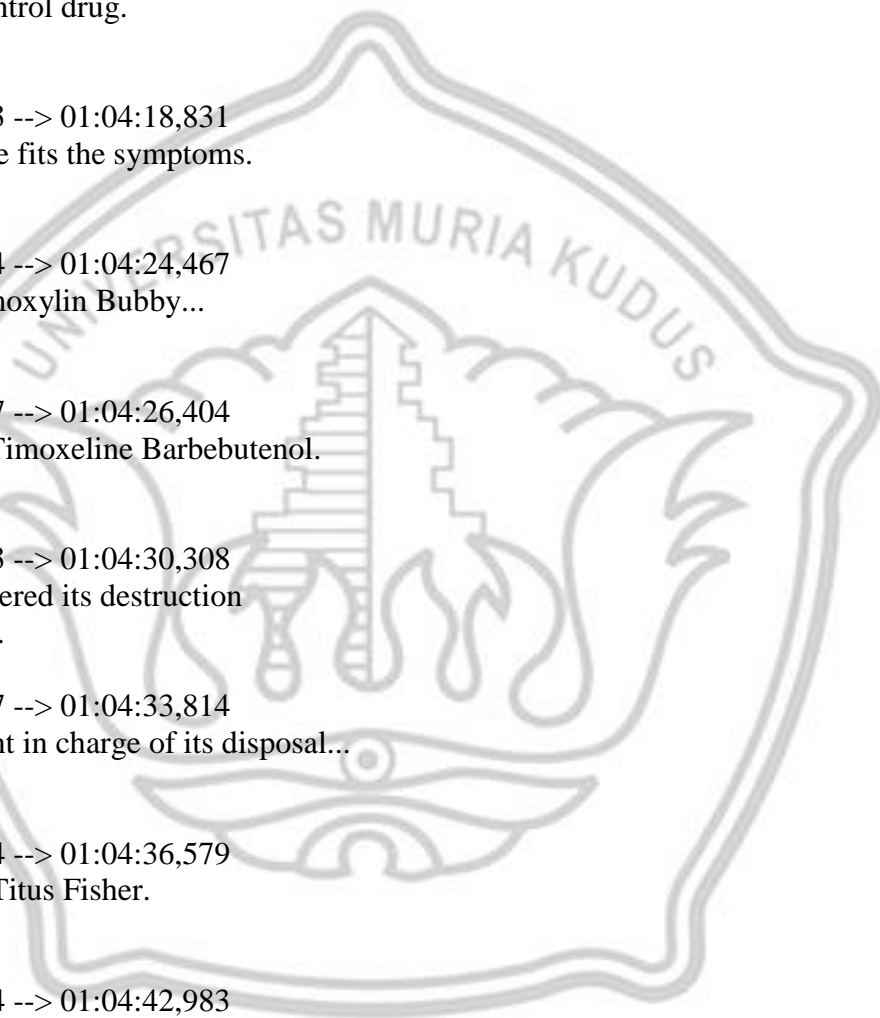 ntrol drug.
--> 01:04:18,831
e fits the symptoms.
UNIVERSITAS MURIA KUDUS
4 --> 01:04:24,467
noxylin Bubby...
7 --> 01:04:26,404
Timoxeline Barbebutenol.
3 --> 01:04:30,308
ered its destruction
.
7 --> 01:04:33,814
nt in charge of its disposal...
4 --> 01:04:36,579
Titus Fisher.
4 --> 01:04:42,983